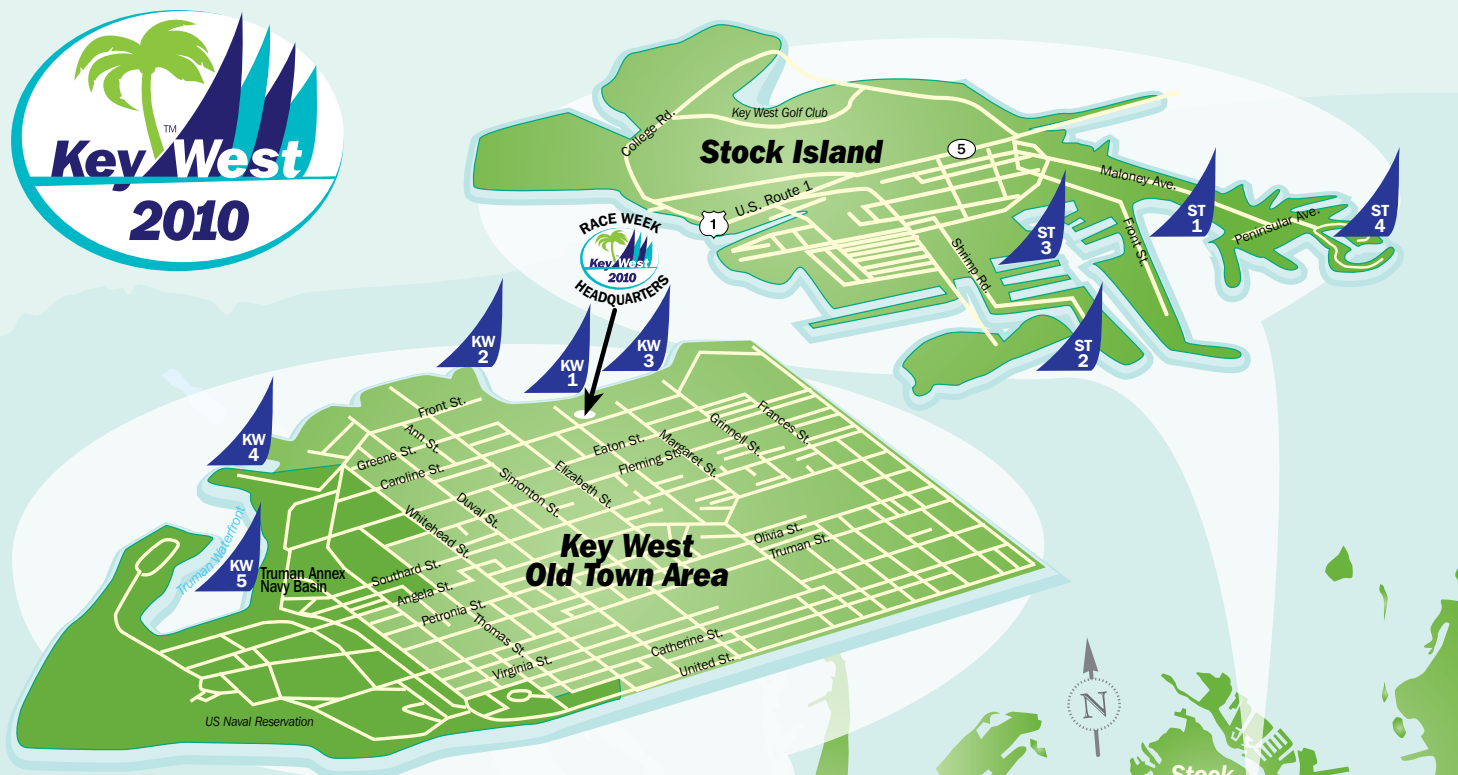 Key West
TM
2010
RACE WEEK
Key West
2010
HEADQUARTERS
Stock Island
Key West Golf Club
College Rd.
U.S. Route 1
1
5
Maloney Ave.
Peninsular Ave.
Front St.
Shrimp Rd.
ST
1
ST
4
ST
3
ST
2
KW
2
KW
1
KW
3
KW
4
KW
5
Front St.
Ann St.
Greene St.
Caroline St.
Eaton St.
Fleming St.
Margaret St.
Grinnell St.
Frances St.
Elizabeth St.
Simonton St.
Duval St.
Whitehead St.
Olivia St.
Truman St.
Key West
Old Town Area
Truman Waterfront
Truman Annex
Navy Basin
Southard St.
Angela St.
Petronia St.
Thomas St.
Virginia St.
Catherine St.
United St.
US Naval Reservation
N
Stock